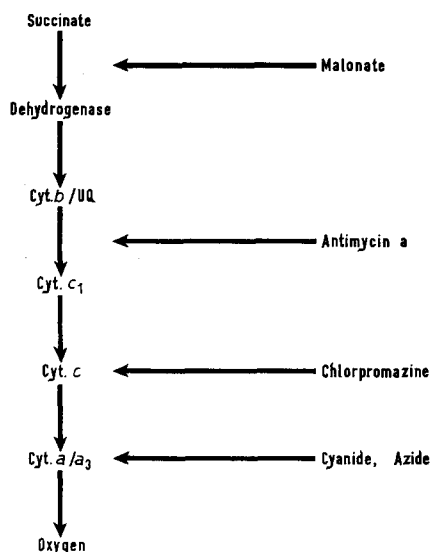 Succinate
Malonate
Dehydrogenase
Cyt. b /UQ
Antimycin a
Cyt. c₁
Cyt. c
Chlorpromazine
Cyt. a /a₃
Cyanide, Azide
Oxygen